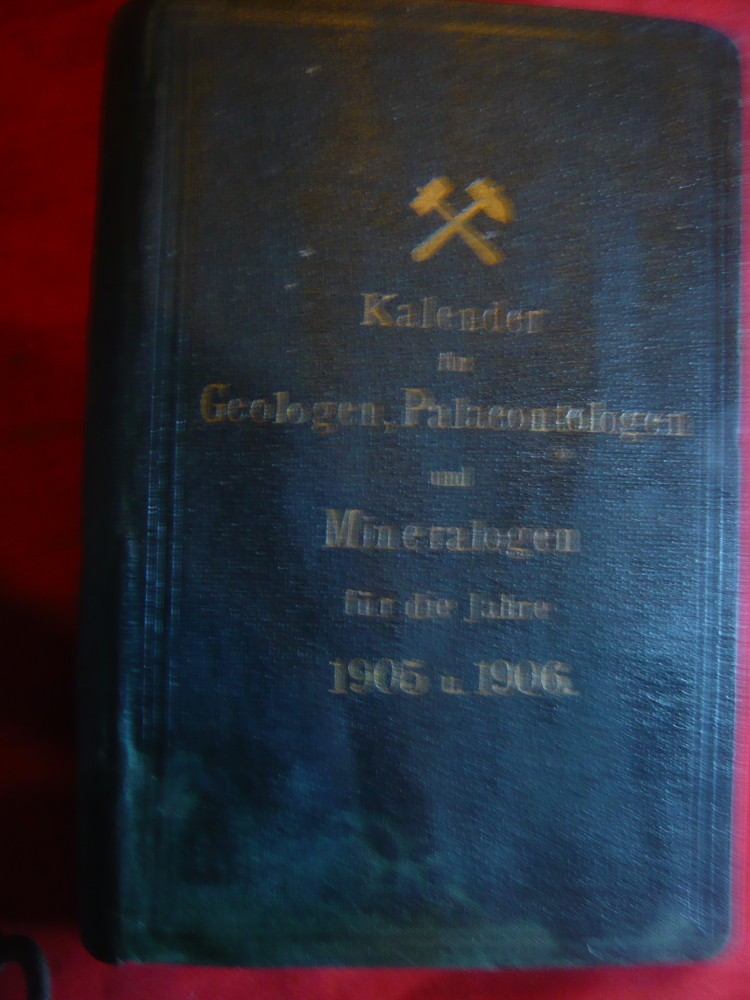 Kalender
für
Geologen, Palaeontologen
und
Mineralogen
für die Jahre
1905 u. 1906.